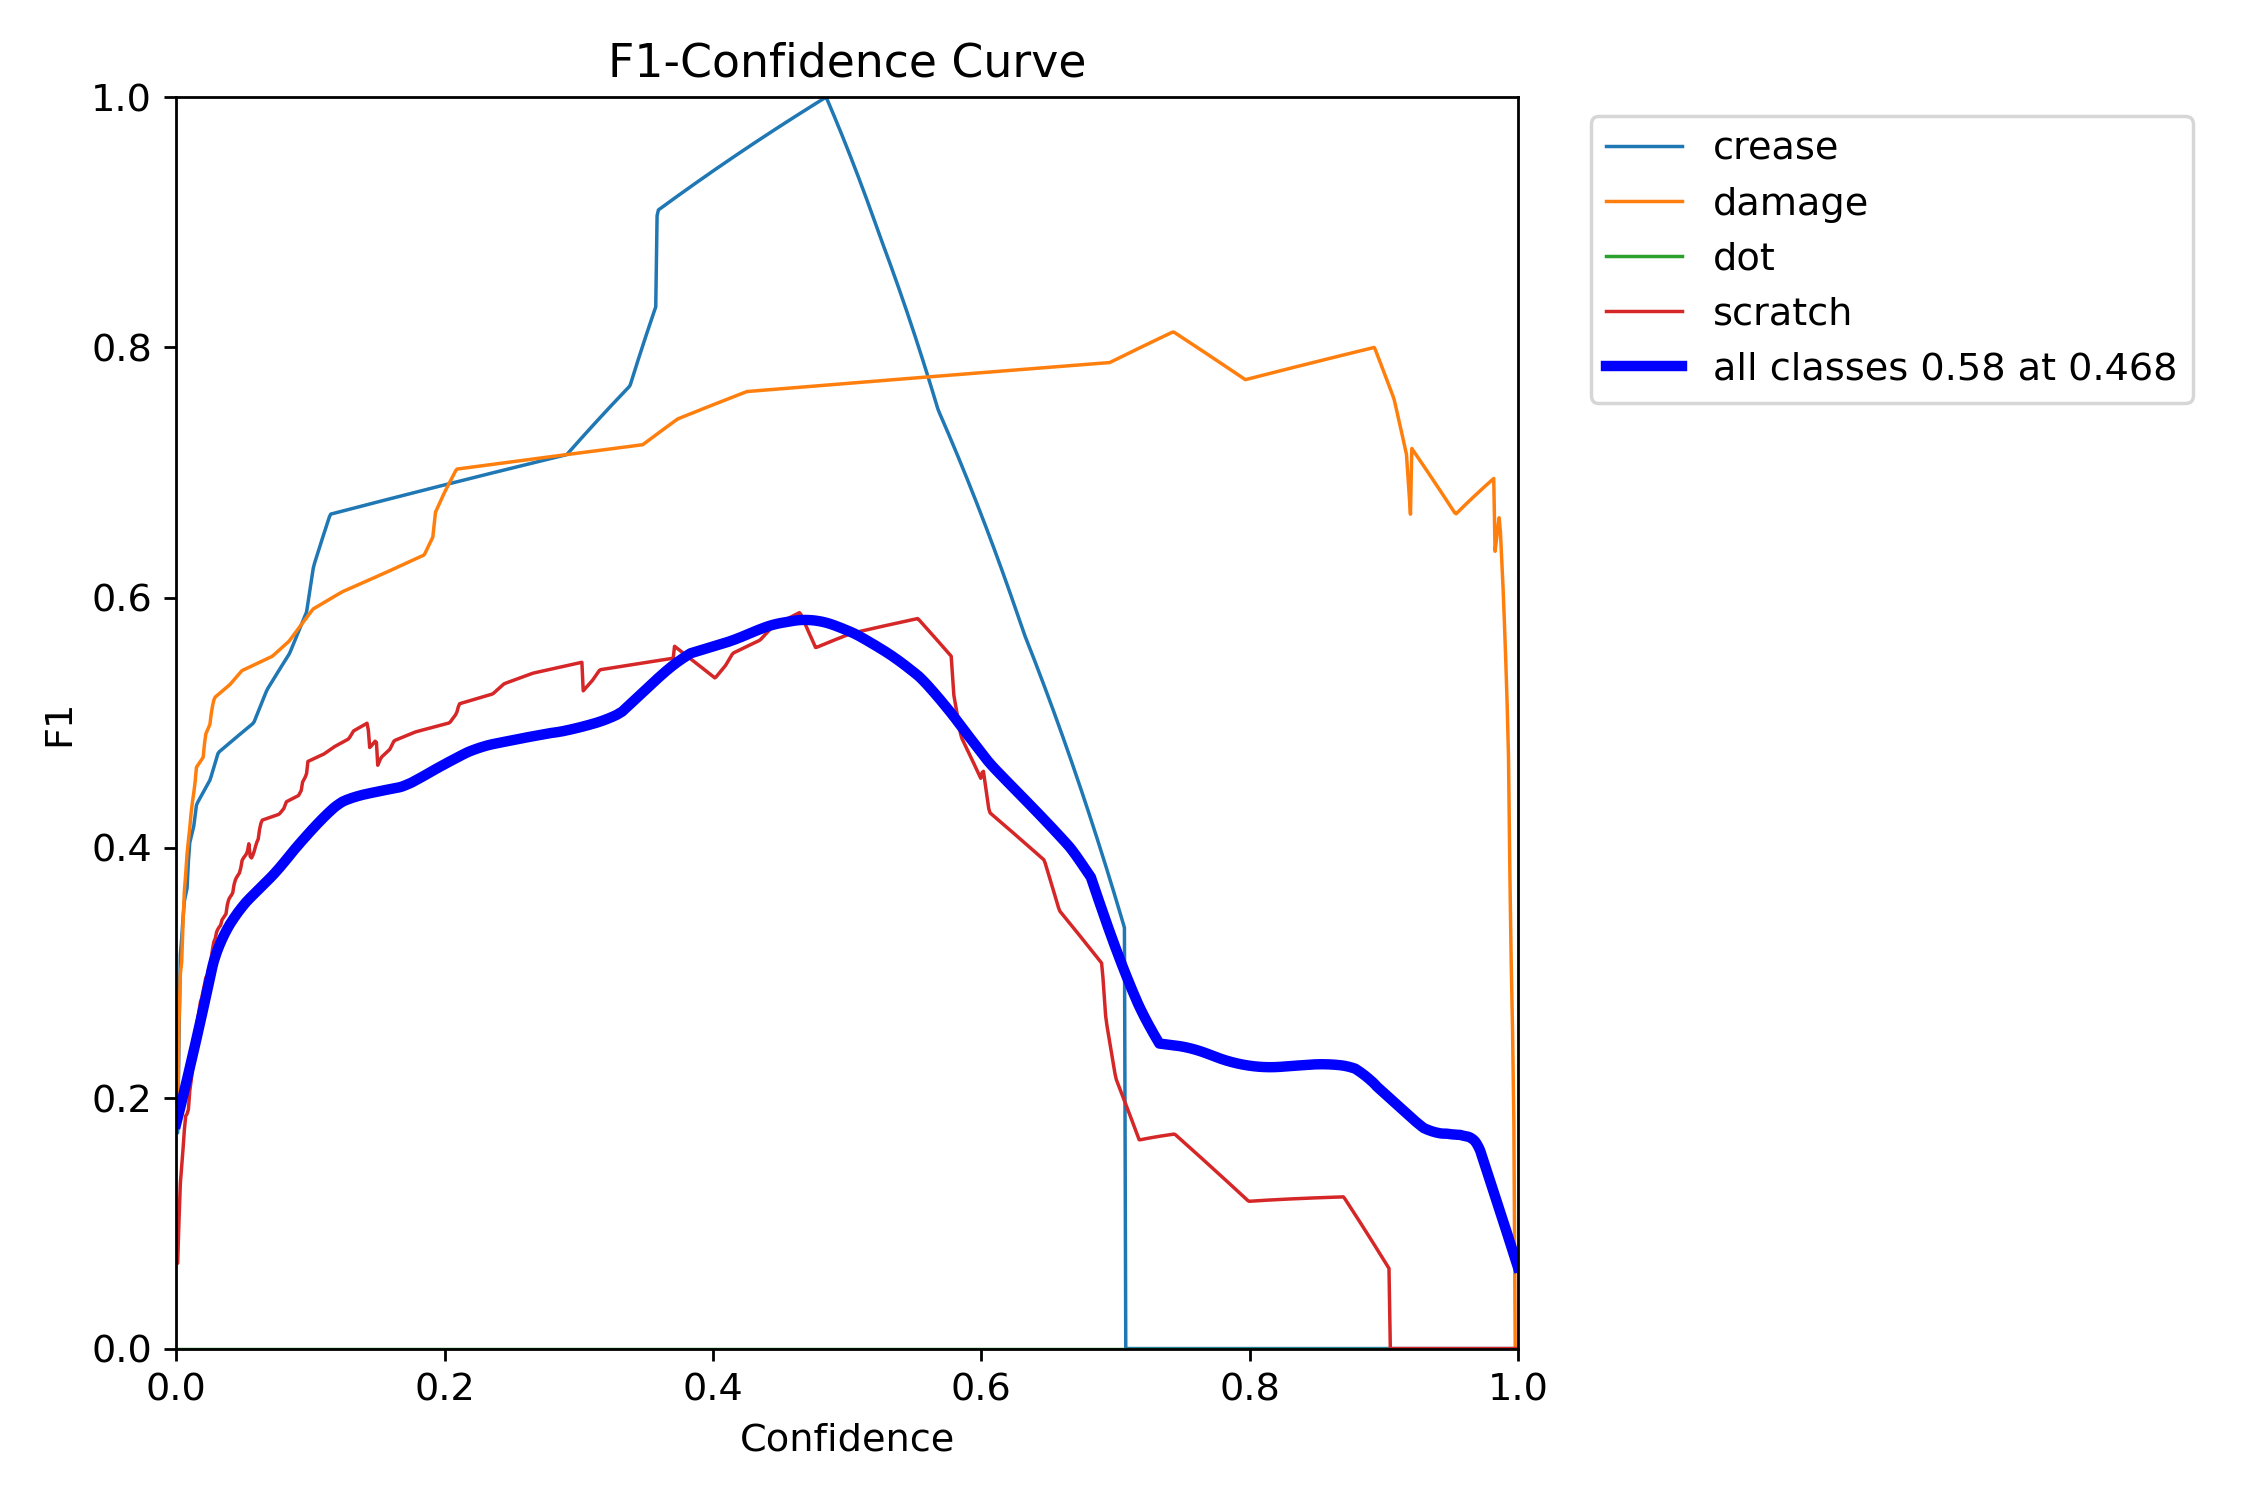 F1-Confidence Curve
1.0
0.8
0.6
0.4
0.2
0.0
F1
0.0 0.2 0.4 0.6 0.8 1.0
Confidence
crease
damage
dot
scratch
all classes 0.58 at 0.468